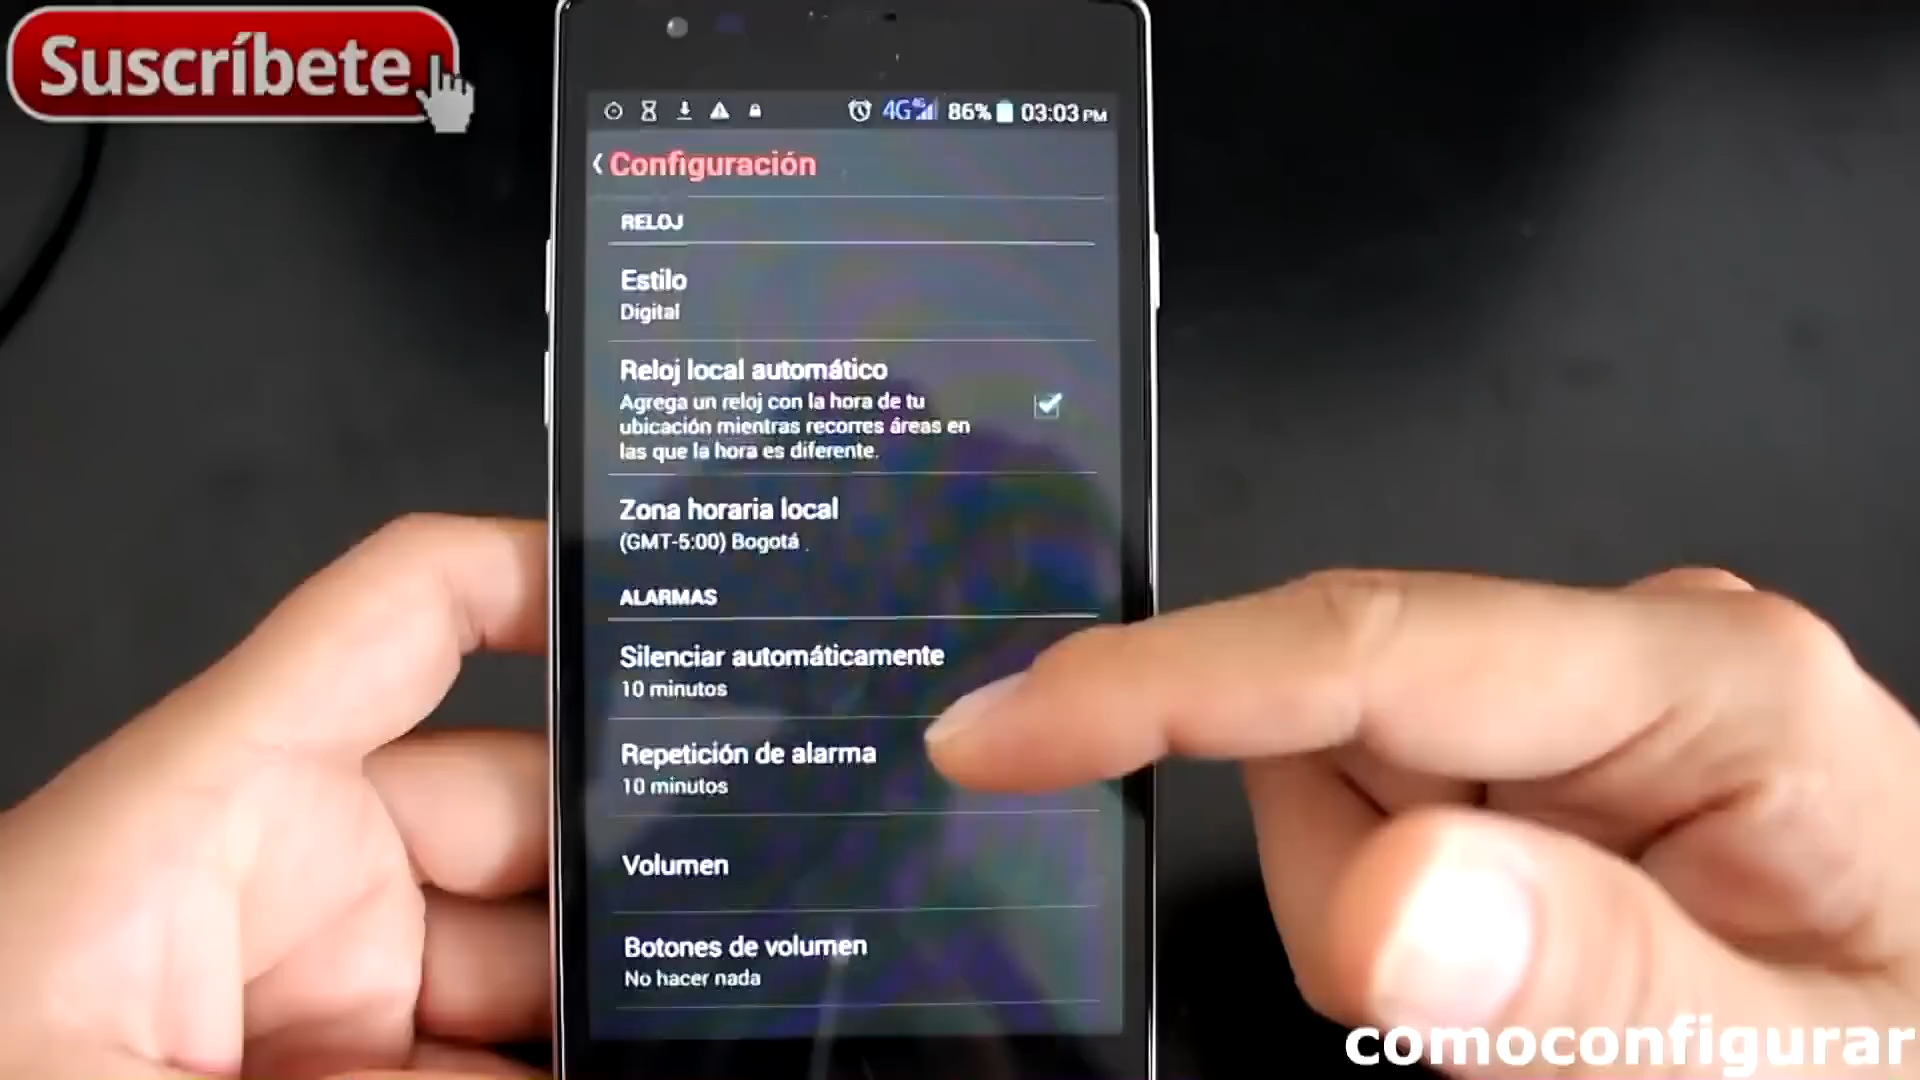 Suscríbete
4G 4G 86% 03:03 PM
Configuración
RELOJ
Estilo
Digital
Reloj local automático
Agrega un reloj con la hora de tu
ubicación mientras recorres áreas en
las que la hora es diferente.
Zona horaria local
(GMT-5:00) Bogotá
ALARMAS
Silenciar automáticamente
10 minutos
Repetición de alarma
10 minutos
Volumen
Botones de volumen
No hacer nada
comoconfigurar